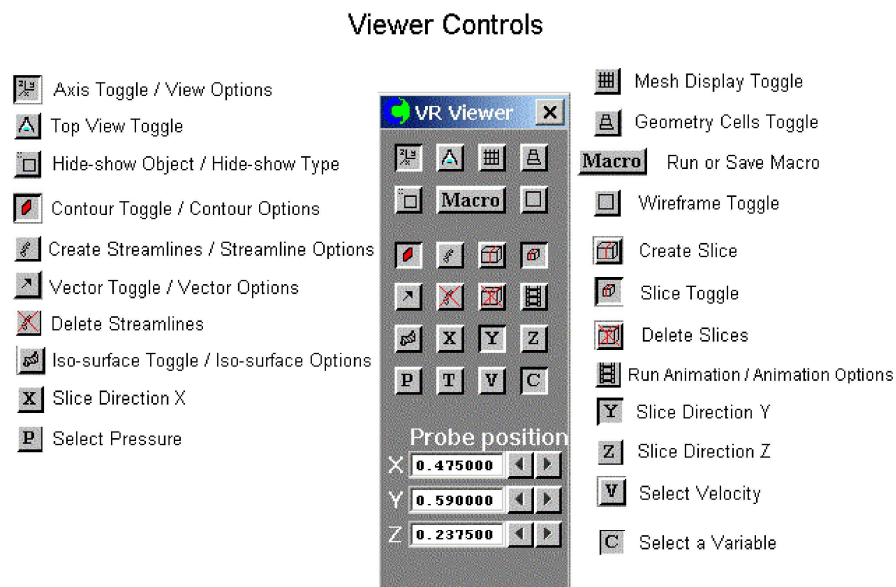 Viewer Controls
Axis Toggle / View Options
Top View Toggle
Hide-show Object / Hide-show Type
Contour Toggle / Contour Options
Create Streamlines / Streamline Options
Vector Toggle / Vector Options
Delete Streamlines
Iso-surface Toggle / Iso-surface Options
X Slice Direction X
P Select Pressure
VR Viewer
Macro
X Y Z
P T V C
Probe position
X 0.475000
Y 0.590000
Z 0.237500
Mesh Display Toggle
Geometry Cells Toggle
Macro Run or Save Macro
Wireframe Toggle
Create Slice
Slice Toggle
Delete Slices
Run Animation / Animation Options
Y Slice Direction Y
Z Slice Direction Z
V Select Velocity
C Select a Variable